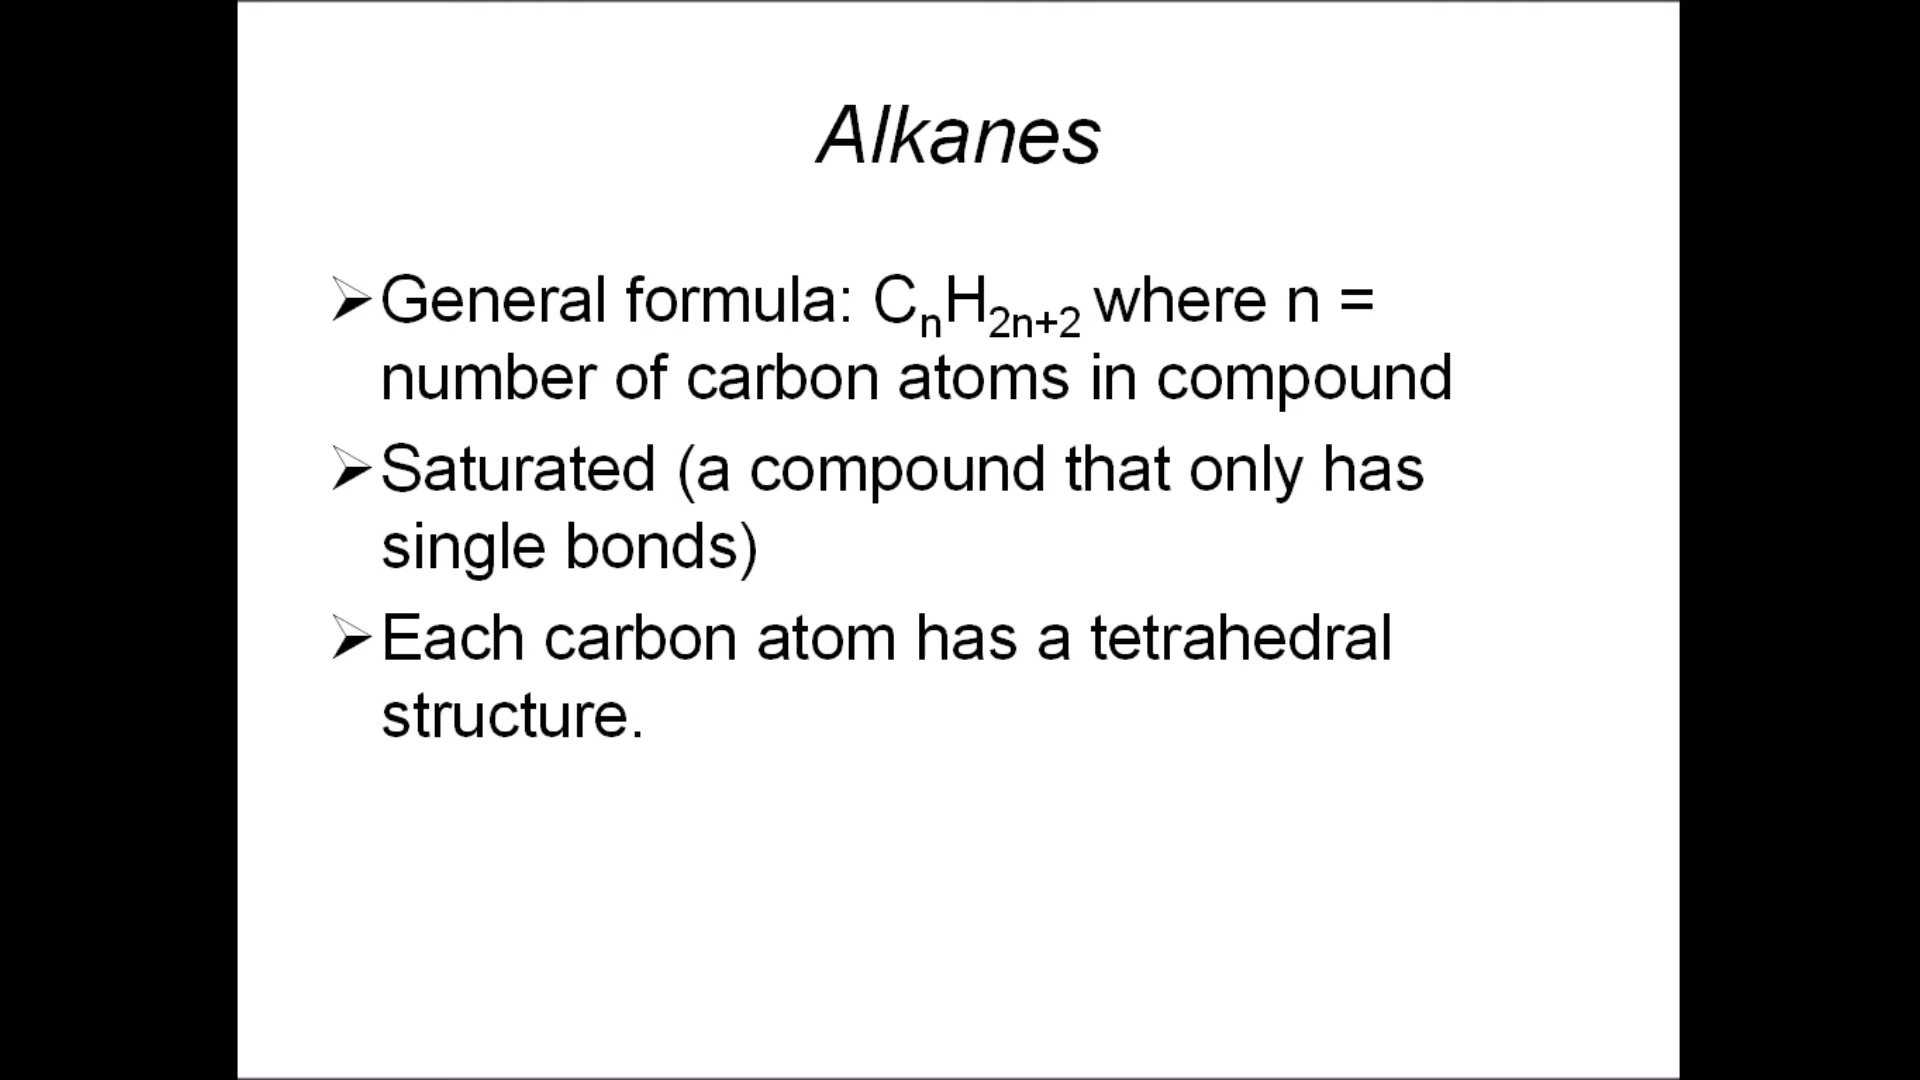 Alkanes
➢General formula: CₙH₂ₙ₊₂ where n =
number of carbon atoms in compound
➢Saturated (a compound that only has
single bonds)
➢Each carbon atom has a tetrahedral
structure.